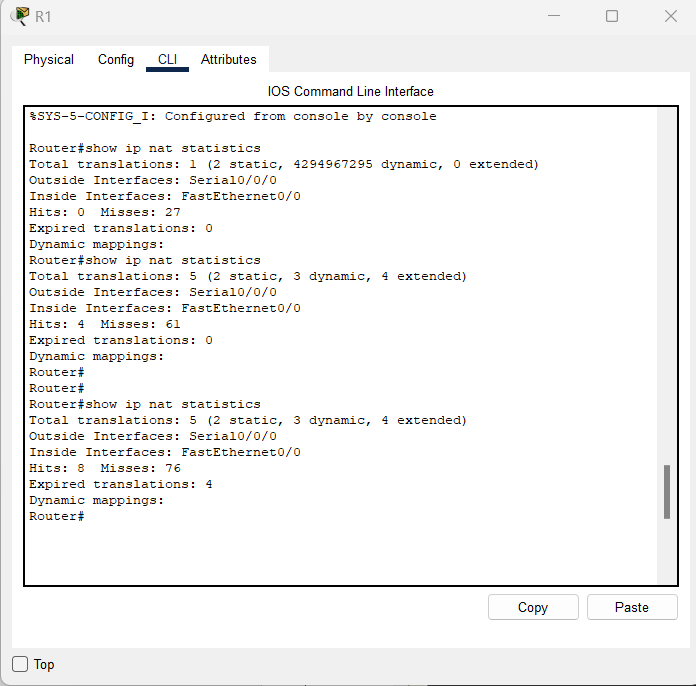 R1
Physical Config CLI Attributes
IOS Command Line Interface
%SYS-5-CONFIG_I: Configured from console by console
Router#show ip nat statistics
Total translations: 1 (2 static, 4294967295 dynamic, 0 extended)
Outside Interfaces: Serial0/0/0
Inside Interfaces: FastEthernet0/0
Hits: 0  Misses: 27
Expired translations: 0
Dynamic mappings:
Router#show ip nat statistics
Total translations: 5 (2 static, 3 dynamic, 4 extended)
Outside Interfaces: Serial0/0/0
Inside Interfaces: FastEthernet0/0
Hits: 4  Misses: 61
Expired translations: 0
Dynamic mappings:
Router#
Router#
Router#show ip nat statistics
Total translations: 5 (2 static, 3 dynamic, 4 extended)
Outside Interfaces: Serial0/0/0
Inside Interfaces: FastEthernet0/0
Hits: 8  Misses: 76
Expired translations: 4
Dynamic mappings:
Router#
Copy Paste
Top